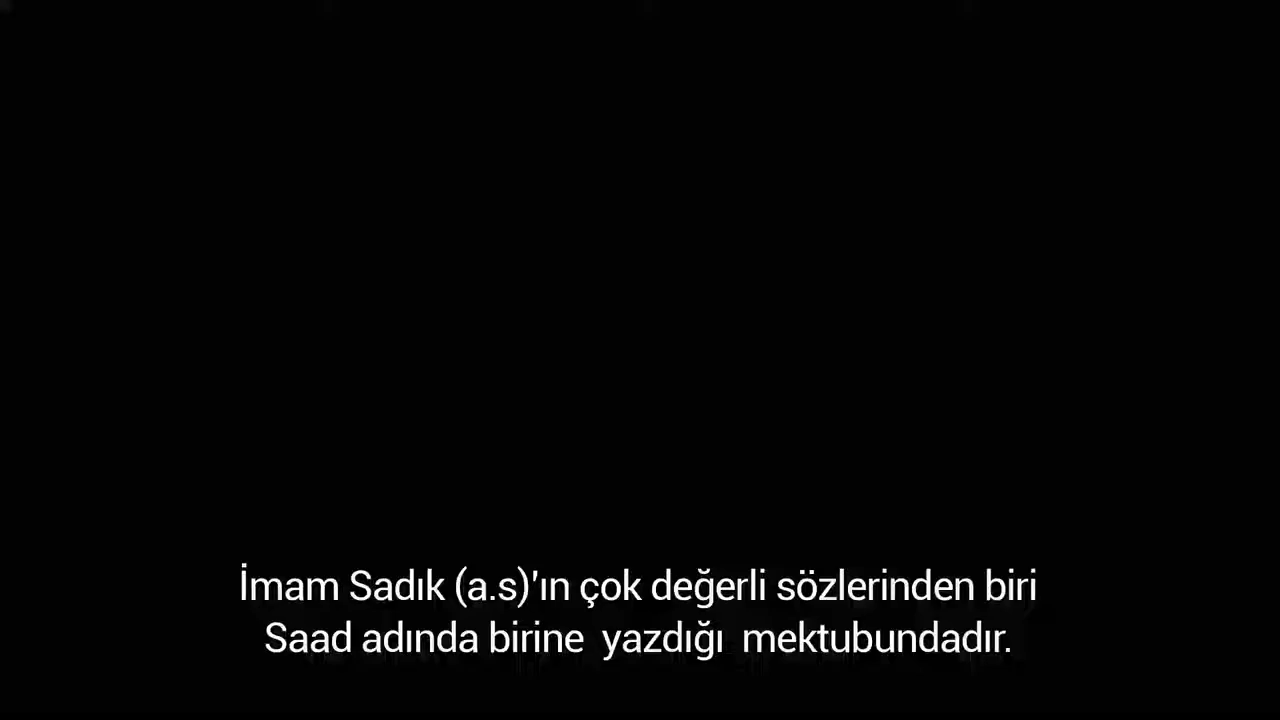 İmam Sadık (a.s)'ın çok değerli sözlerinden biri
Saad adında birine yazdığı mektubundadır.